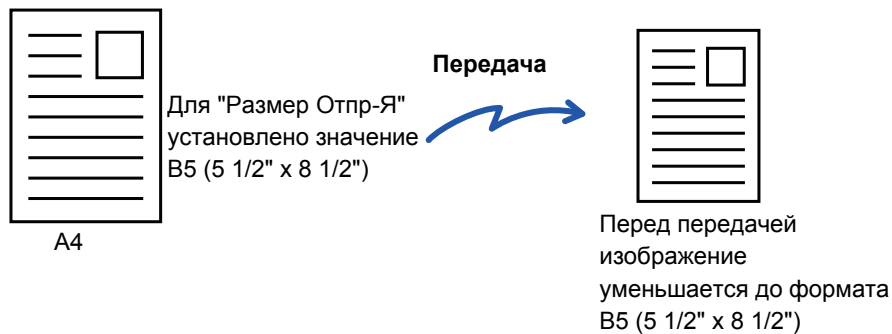 Передача
Для "Размер Отпр-Я"
установлено значение
B5 (5 1/2" x 8 1/2")
A4
Перед передачей
изображение
уменьшается до формата
B5 (5 1/2" x 8 1/2")